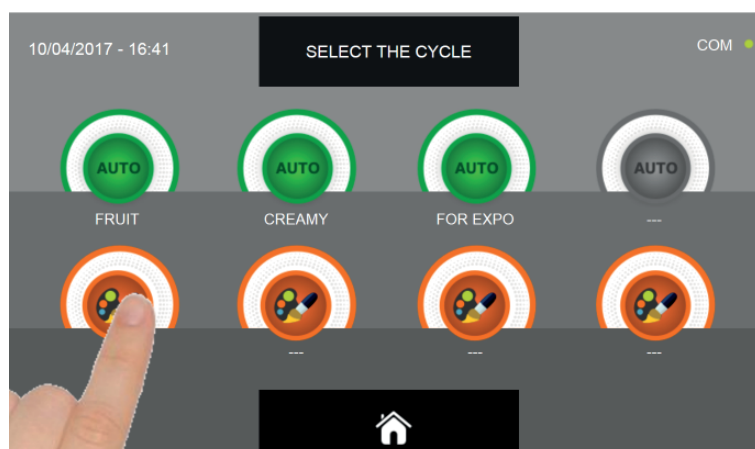 10/04/2017 - 16:41
SELECT THE CYCLE
COM
AUTO
AUTO
AUTO
AUTO
FRUIT
CREAMY
FOR EXPO
---
---
---
---